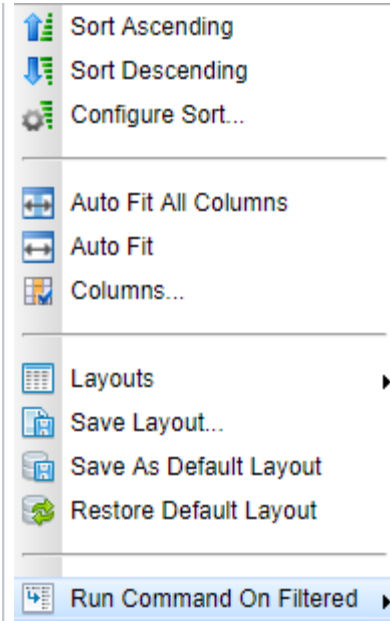 Sort Ascending
Sort Descending
Configure Sort...
Auto Fit All Columns
Auto Fit
Columns...
Layouts
Save Layout...
Save As Default Layout
Restore Default Layout
Run Command On Filtered